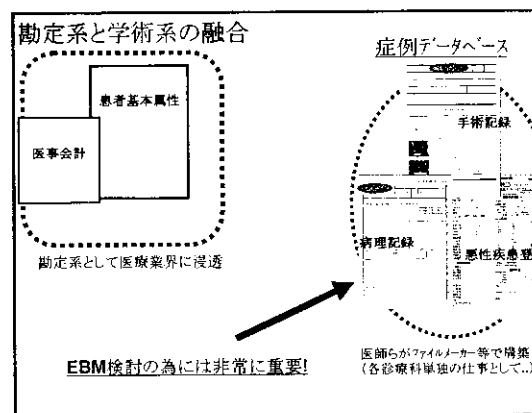 勘定系と学術系の融合
患者基本属性
医事会計
勘定系として医療業界に浸透
症例データベース
手術記録
病理記録
悪性疾患登
EBM検討の為には非常に重要!
医師らがファイルメーカー等で構築
(各診療科単独の仕事として..)